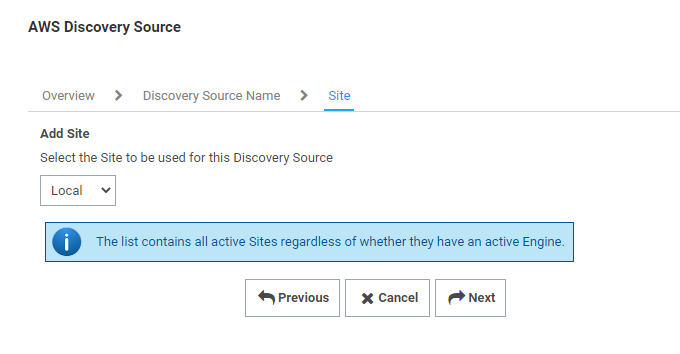 AWS Discovery Source
Overview > Discovery Source Name > Site
Add Site
Select the Site to be used for this Discovery Source
Local
The list contains all active Sites regardless of whether they have an active Engine.
Previous Cancel Next